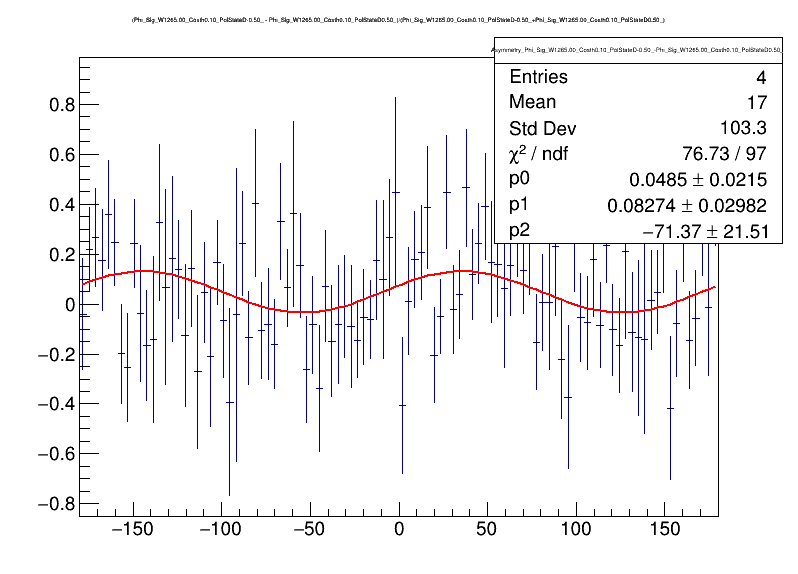 (Phi_Sig_W1265.00_Costh0.10_PolStateD-0.50_ - Phi_Sig_W1265.00_Costh0.10_PolStateD0.50_)/(Phi_Sig_W1265.00_Costh0.10_PolStateD-0.50_+Phi_Sig_W1265.00_Costh0.10_PolStateD0.50_)
Asymmetry_Phi_Sig_W1265.00_Costh0.10_PolStateD-0.50_-Phi_Sig_W1265.00_Costh0.10_PolStateD0.50_
Entries 4
Mean 17
Std Dev 103.3
χ² / ndf 76.73 / 97
p0 0.0485 ± 0.0215
p1 0.08274 ± 0.02982
p2 −71.37 ± 21.51
0.8
0.6
0.4
0.2
0
−0.2
−0.4
−0.6
−0.8
−150 −100 −50 0 50 100 150